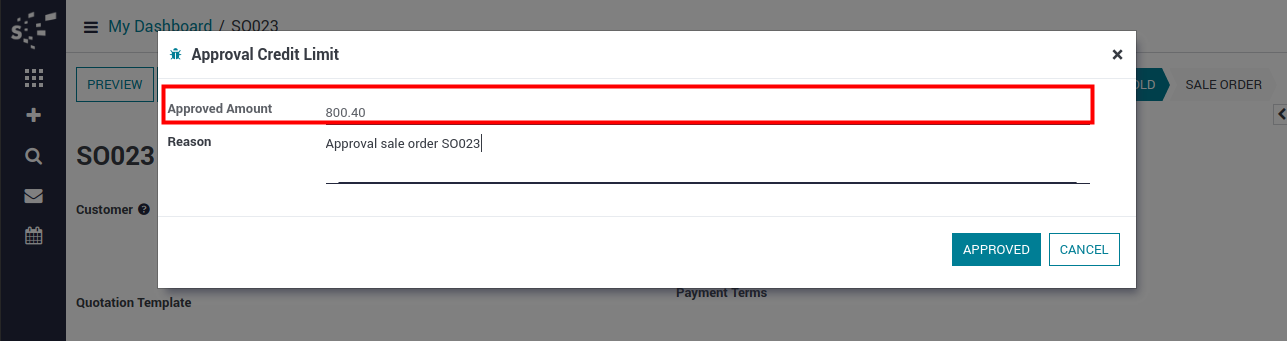 My Dashboard / SO023
Approval Credit Limit
×
PREVIEW
OLD
SALE ORDER
Approved Amount
800.40
Reason
Approval sale order SO023
SO023
Customer ?
APPROVED
CANCEL
Payment Terms
Quotation Template